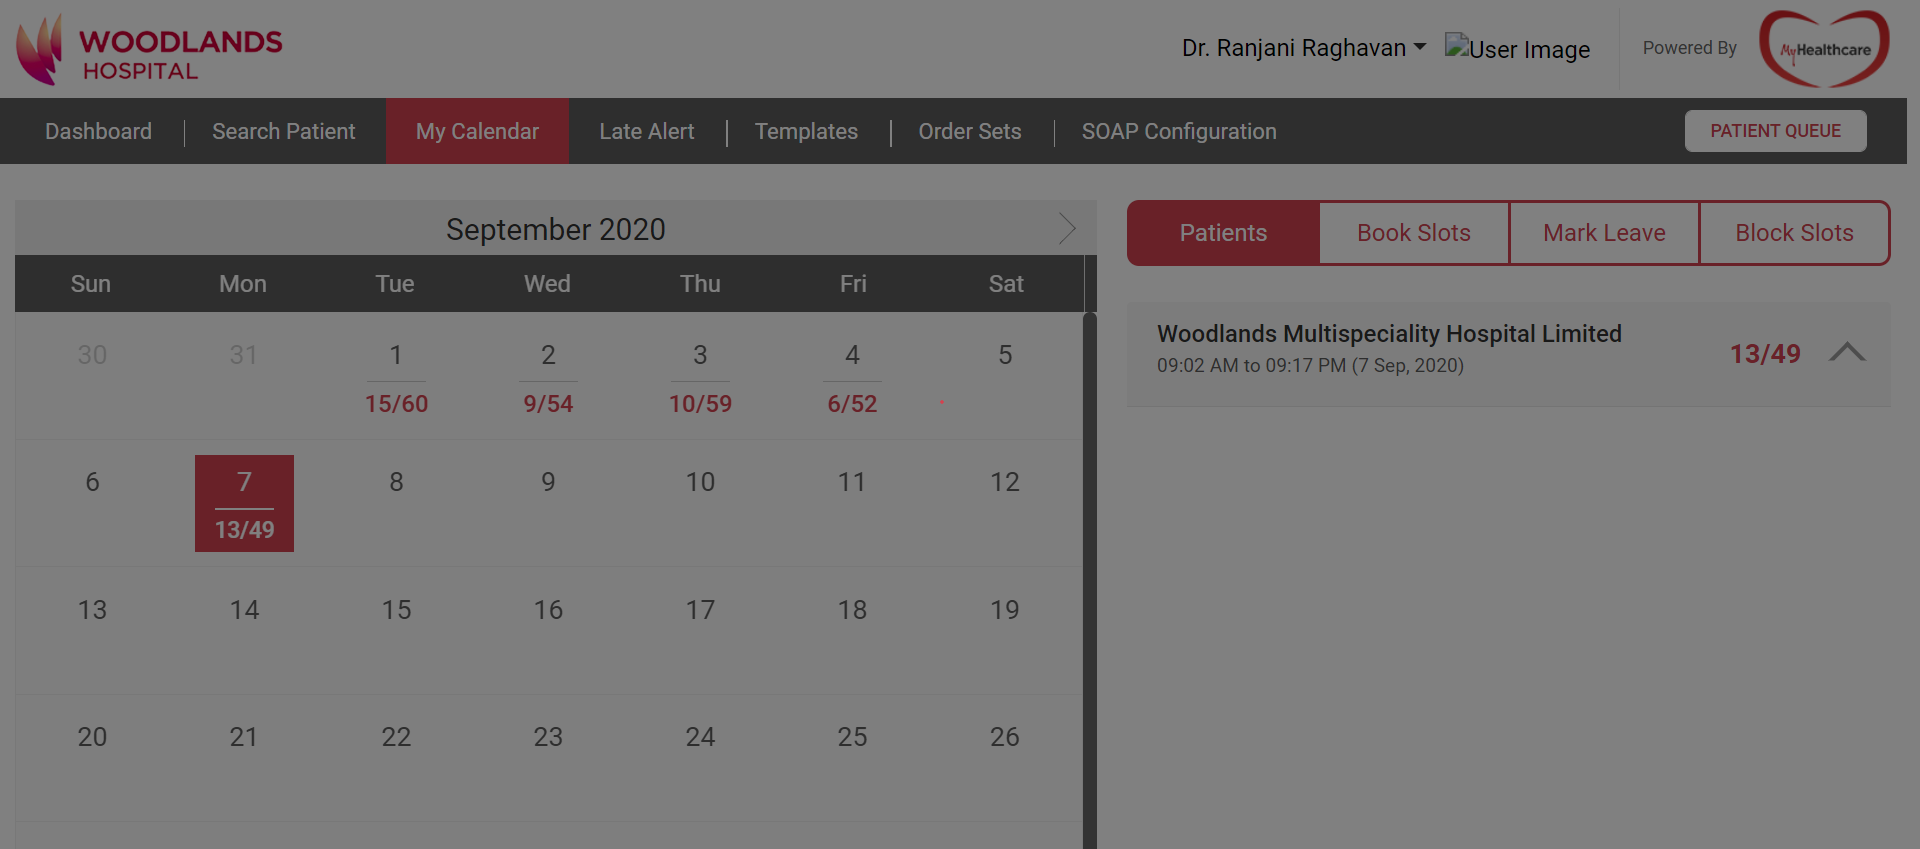 WOODLANDS
HOSPITAL
Dr. Ranjani Raghavan
User Image
Powered By
MyHealthcare
Dashboard
Search Patient
My Calendar
Late Alert
Templates
Order Sets
SOAP Configuration
PATIENT QUEUE
September 2020
Sun Mon Tue Wed Thu Fri Sat
30 31 1 2 3 4 5
15/60 9/54 10/59 6/52
6 7 8 9 10 11 12
13/49
13 14 15 16 17 18 19
20 21 22 23 24 25 26
Patients
Book Slots
Mark Leave
Block Slots
Woodlands Multispeciality Hospital Limited
09:02 AM to 09:17 PM (7 Sep, 2020)
13/49